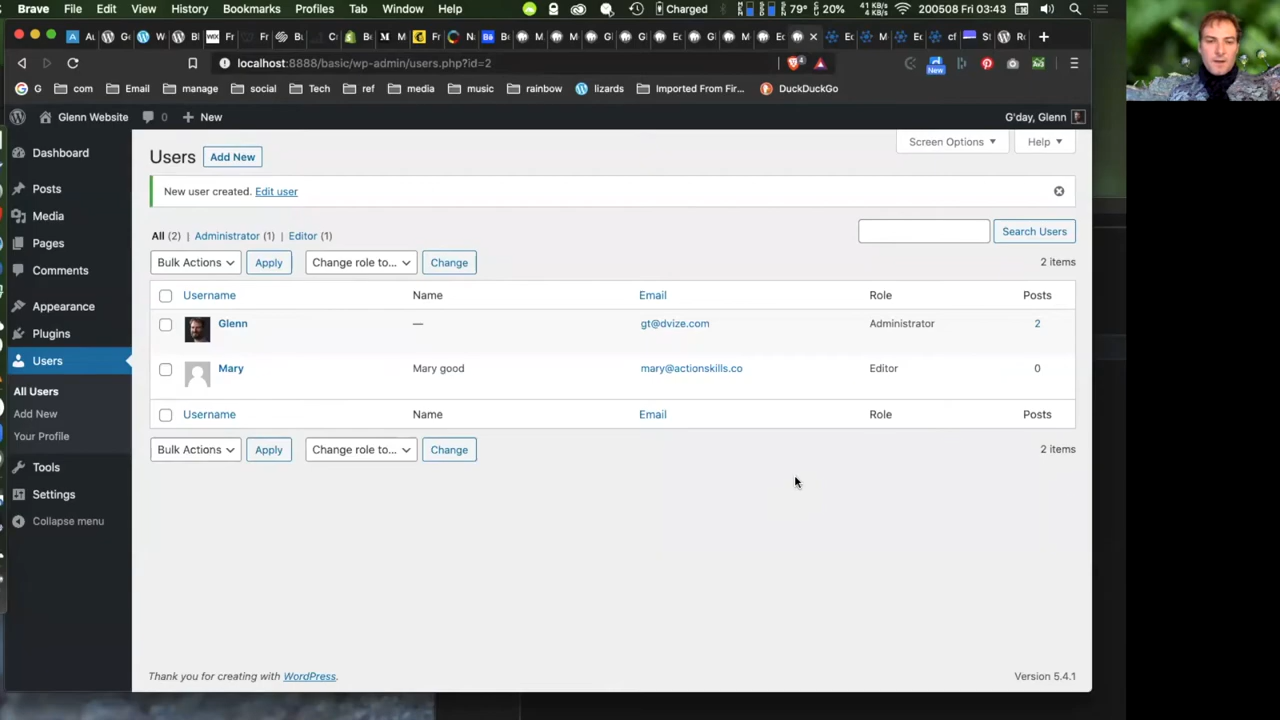 Brave File Edit View History Bookmarks Profiles Tab Window Help Charged 79° 20% 41 KB/s 4 KB/s 200508 Fri 03:43
localhost:8888/basic/wp-admin/users.php?id=2 New
G com Email manage social Tech ref media music rainbow lizards Imported From Fir... DuckDuckGo
Glenn Website 0 New G'day, Glenn
Screen Options Help
Users Add New
New user created. Edit user
All (2) | Administrator (1) | Editor (1)
Search Users
Bulk Actions Apply Change role to... Change 2 items
Username Name Email Role Posts
Glenn — gt@dvize.com Administrator 2
Mary Mary good mary@actionskills.co Editor 0
Username Name Email Role Posts
Bulk Actions Apply Change role to... Change 2 items
Dashboard
Posts
Media
Pages
Comments
Appearance
Plugins
Users
All Users
Add New
Your Profile
Tools
Settings
Collapse menu
Thank you for creating with WordPress. Version 5.4.1